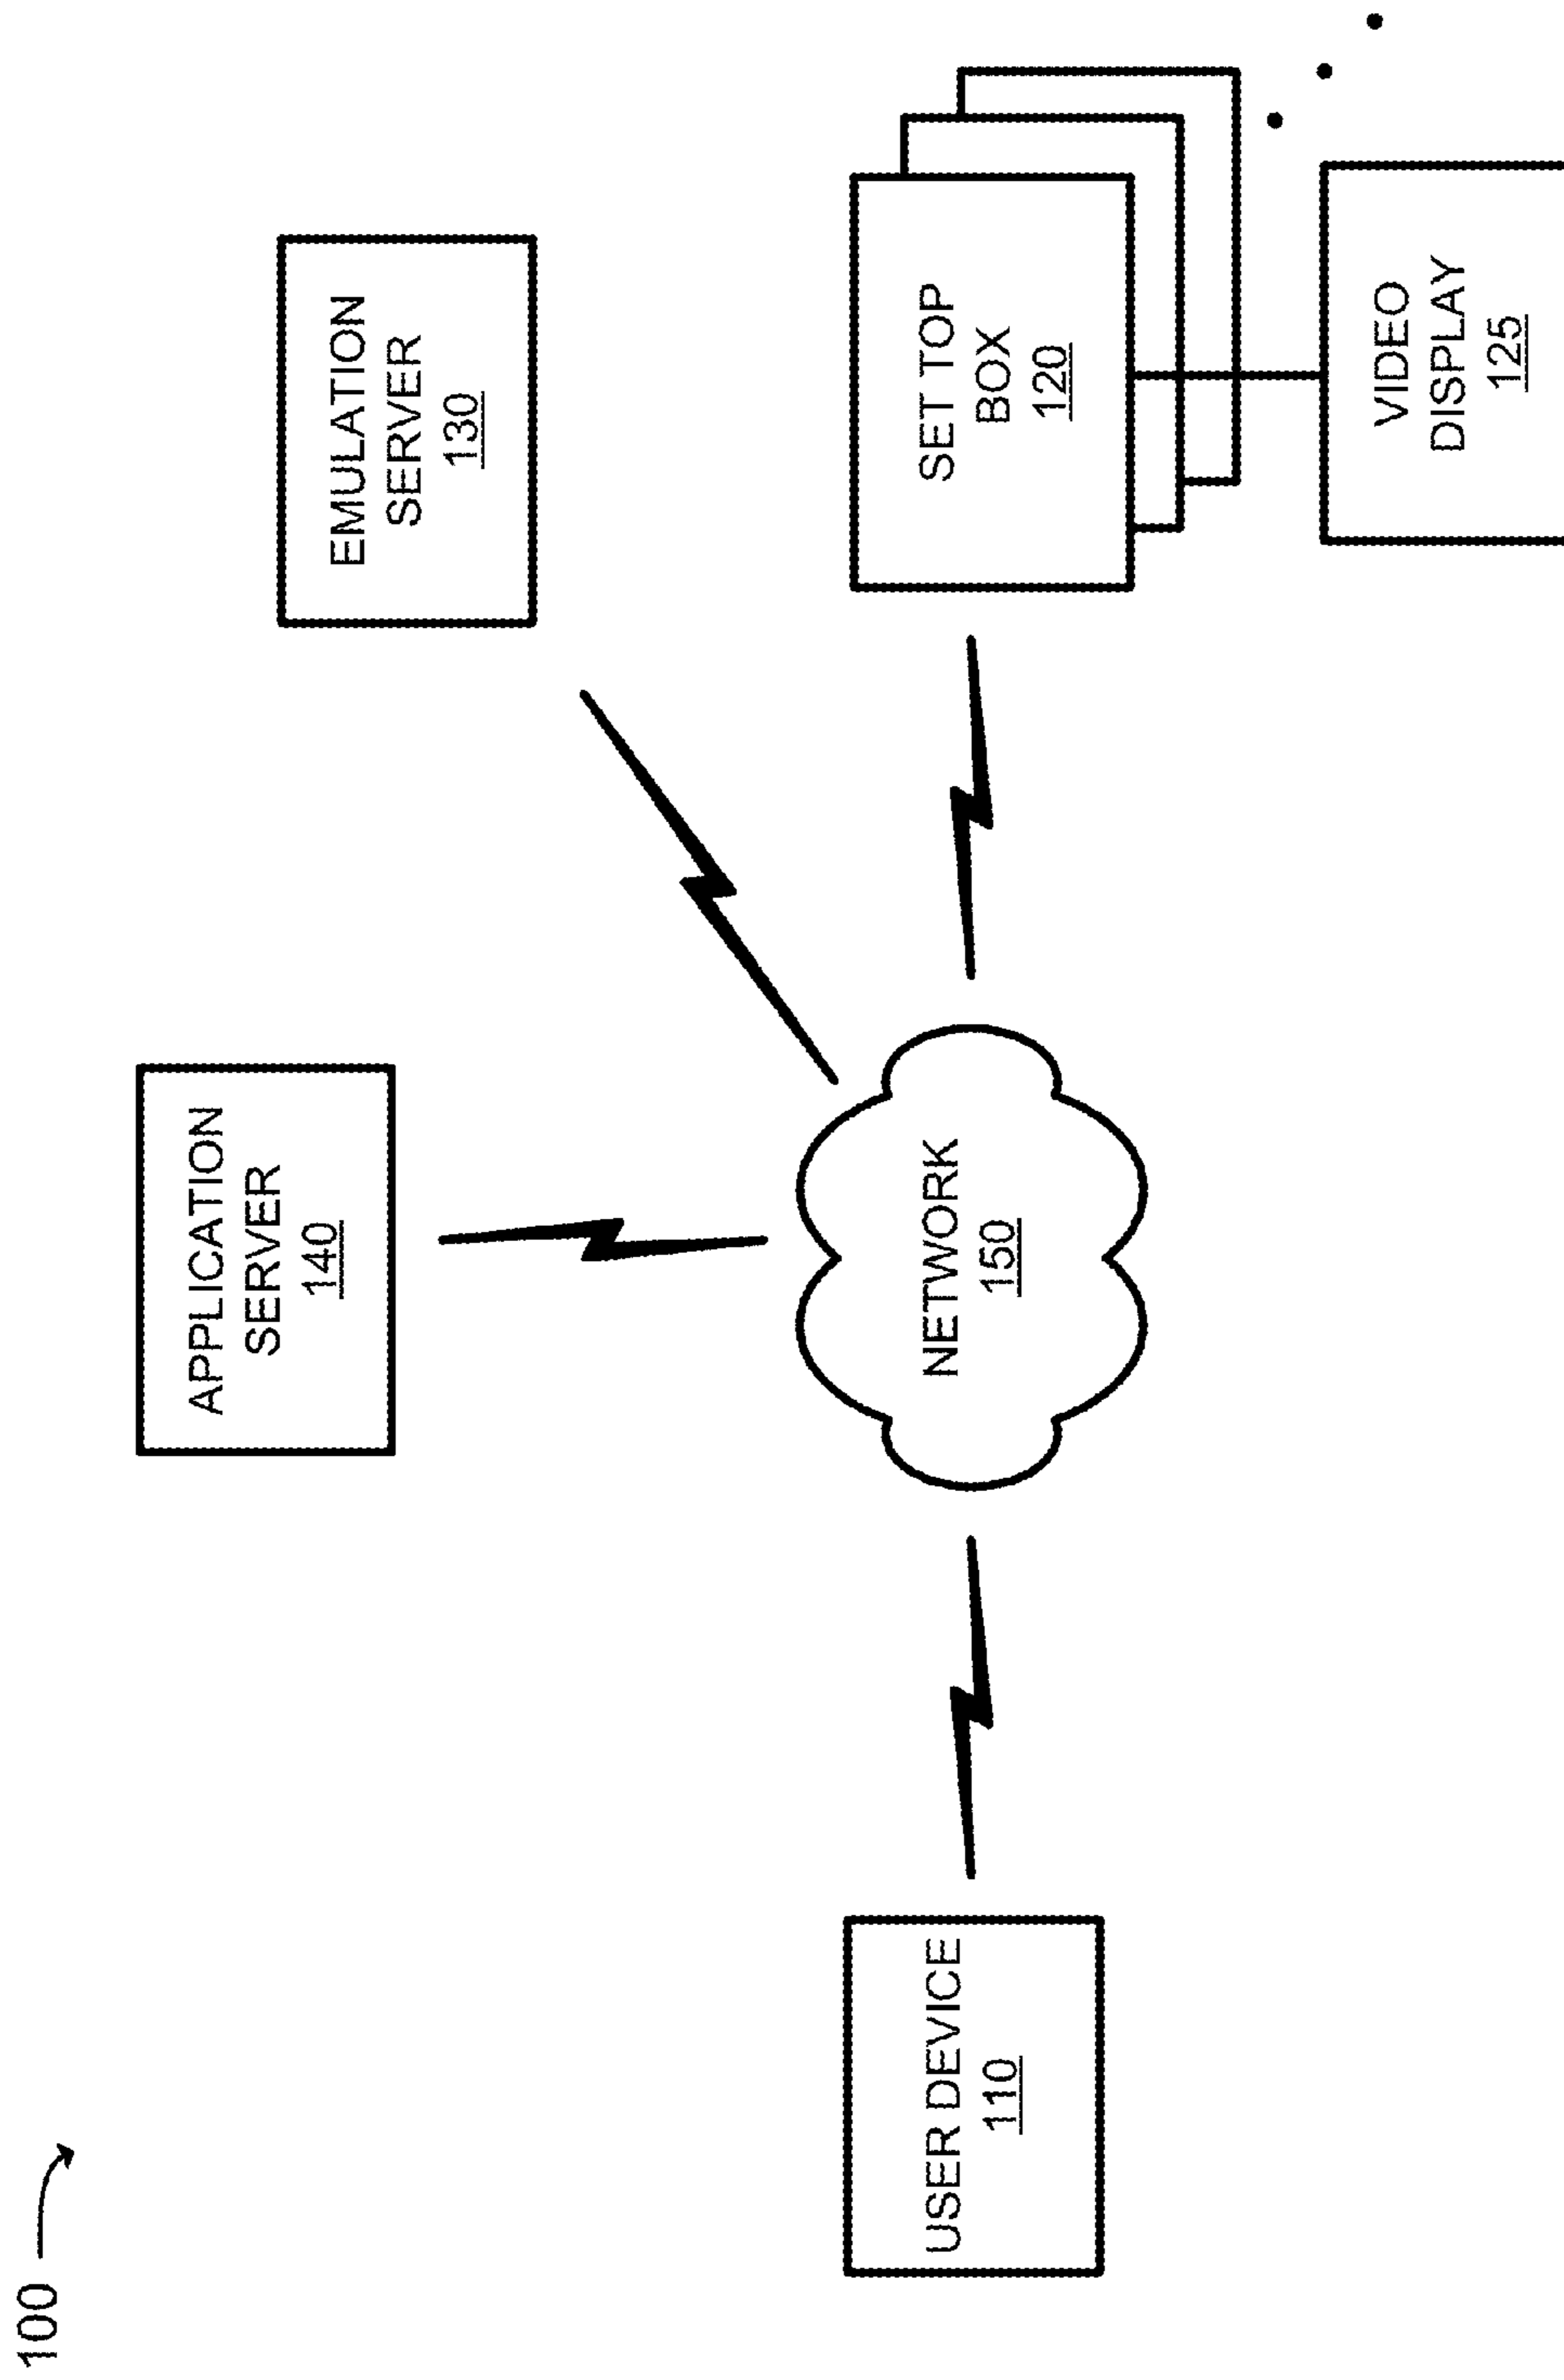 100
APPLICATION
SERVER
140
EMULATION
SERVER
130
USER DEVICE
110
NETWORK
150
SET TOP
BOX
120
VIDEO
DISPLAY
125